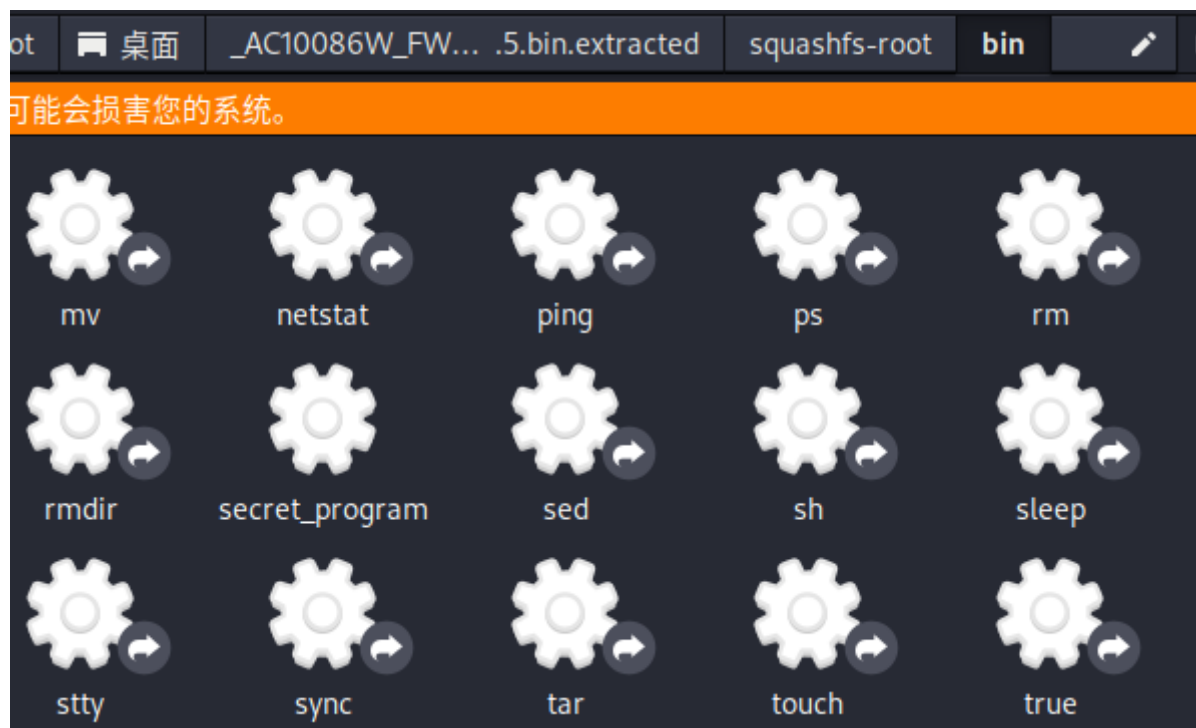 ot 桌面 _AC10086W_FW... .5.bin.extracted squashfs-root bin
可能会损害您的系统。
mv netstat ping ps rm
rmdir secret_program sed sh sleep
stty sync tar touch true